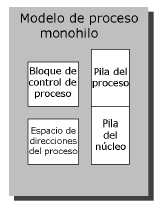 Modelo de proceso
monohilo
Bloque de
control de
proceso
Pila del
proceso
Espacio de
direcciones
del proceso
Pila
del
núcleo